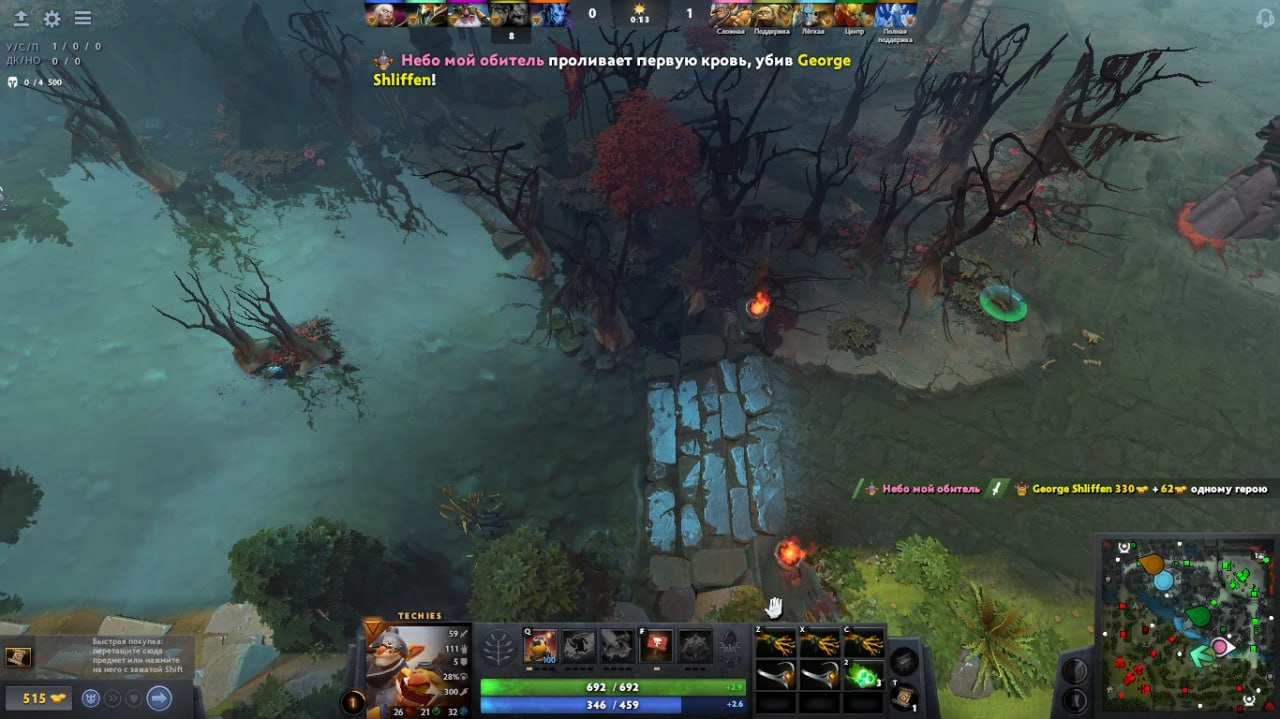 У/С/П 1 / 0 / 0
ДК/НО 0 / 0
0 / 4 500
0
0:13
1
8
Сложная
Поддержка
Лёгкая
Центр
Полная поддержка
Небо мой обитель проливает первую кровь, убив George
Shliffen!
Небо мой обитель George Shliffen 330 + 62 одному герою
Быстрая покупка:
перетащите сюда
предмет или нажмите
на него с зажатой Shift
515
TECHIES
59
111
5
28%
300
26 21 32
1
Q
100
F
692 / 692
+2.9
346 / 459
+2.6
Z
X
C
2
3
T
1